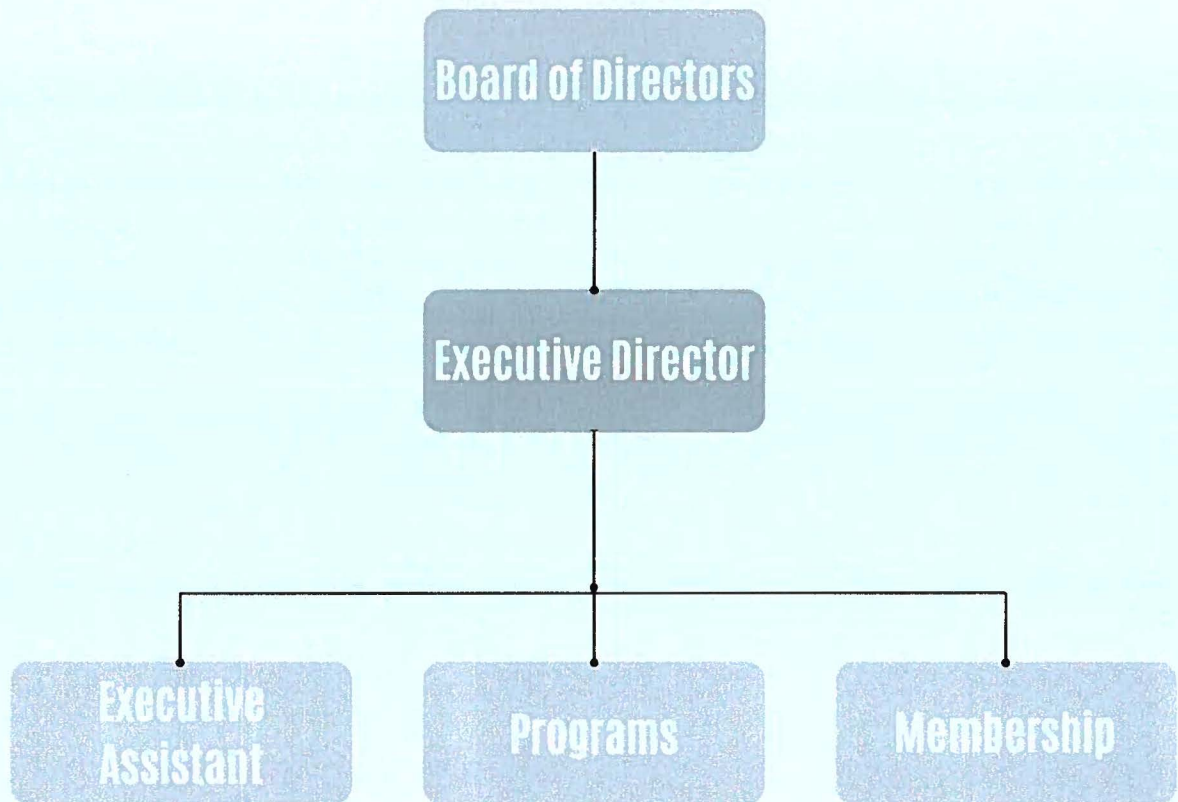 Board of Directors
Executive Director
Executive
Assistant
Programs
Membership